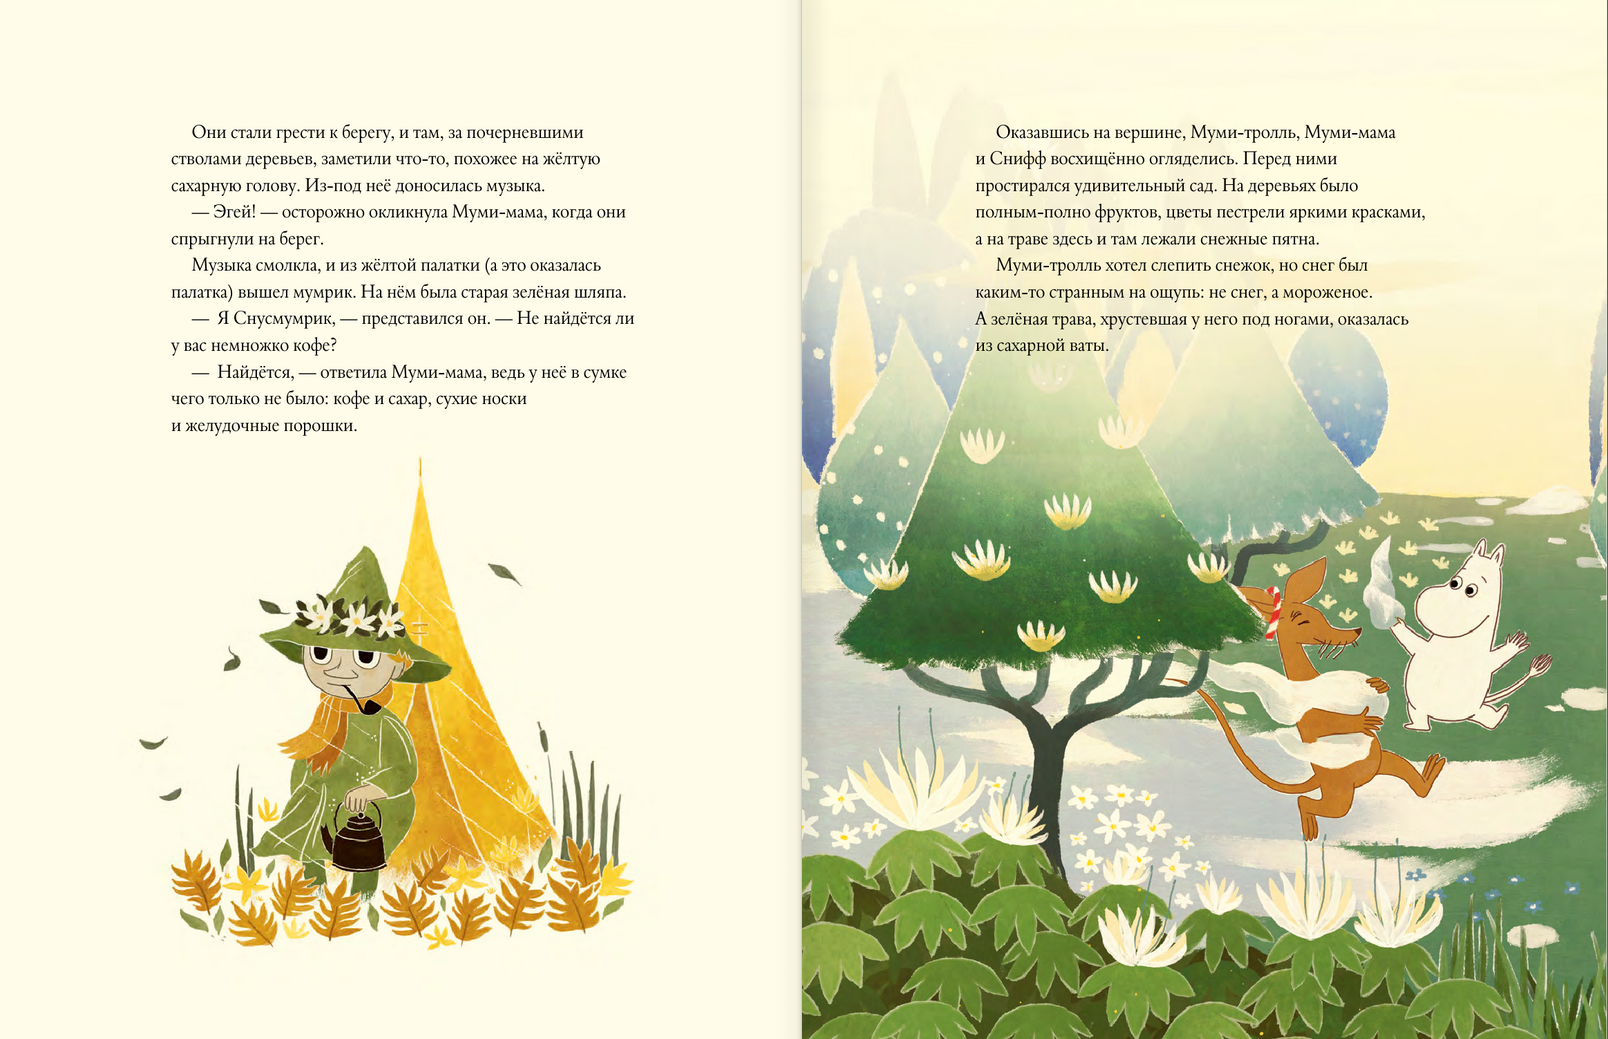 Они стали грести к берегу, и там, за почерневшими
стволами деревьев, заметили что-то, похожее на жёлтую
сахарную голову. Из-под неё доносилась музыка.
— Эгей! — осторожно окликнула Муми-мама, когда они
спрыгнули на берег.
Музыка смолкла, и из жёлтой палатки (а это оказалась
палатка) вышел мумрик. На нём была старая зелёная шляпа.
— Я Снусмумрик, — представился он. — Не найдётся ли
у вас немножко кофе?
— Найдётся, — ответила Муми-мама, ведь у неё в сумке
чего только не было: кофе и сахар, сухие носки
и желудочные порошки.
Оказавшись на вершине, Муми-тролль, Муми-мама
и Снифф восхищённо огляделись. Перед ними
простирался удивительный сад. На деревьях было
полным-полно фруктов, цветы пестрели яркими красками,
а на траве здесь и там лежали снежные пятна.
Муми-тролль хотел слепить снежок, но снег был
каким-то странным на ощупь: не снег, а мороженое.
А зелёная трава, хрустевшая у него под ногами, оказалась
из сахарной ваты.